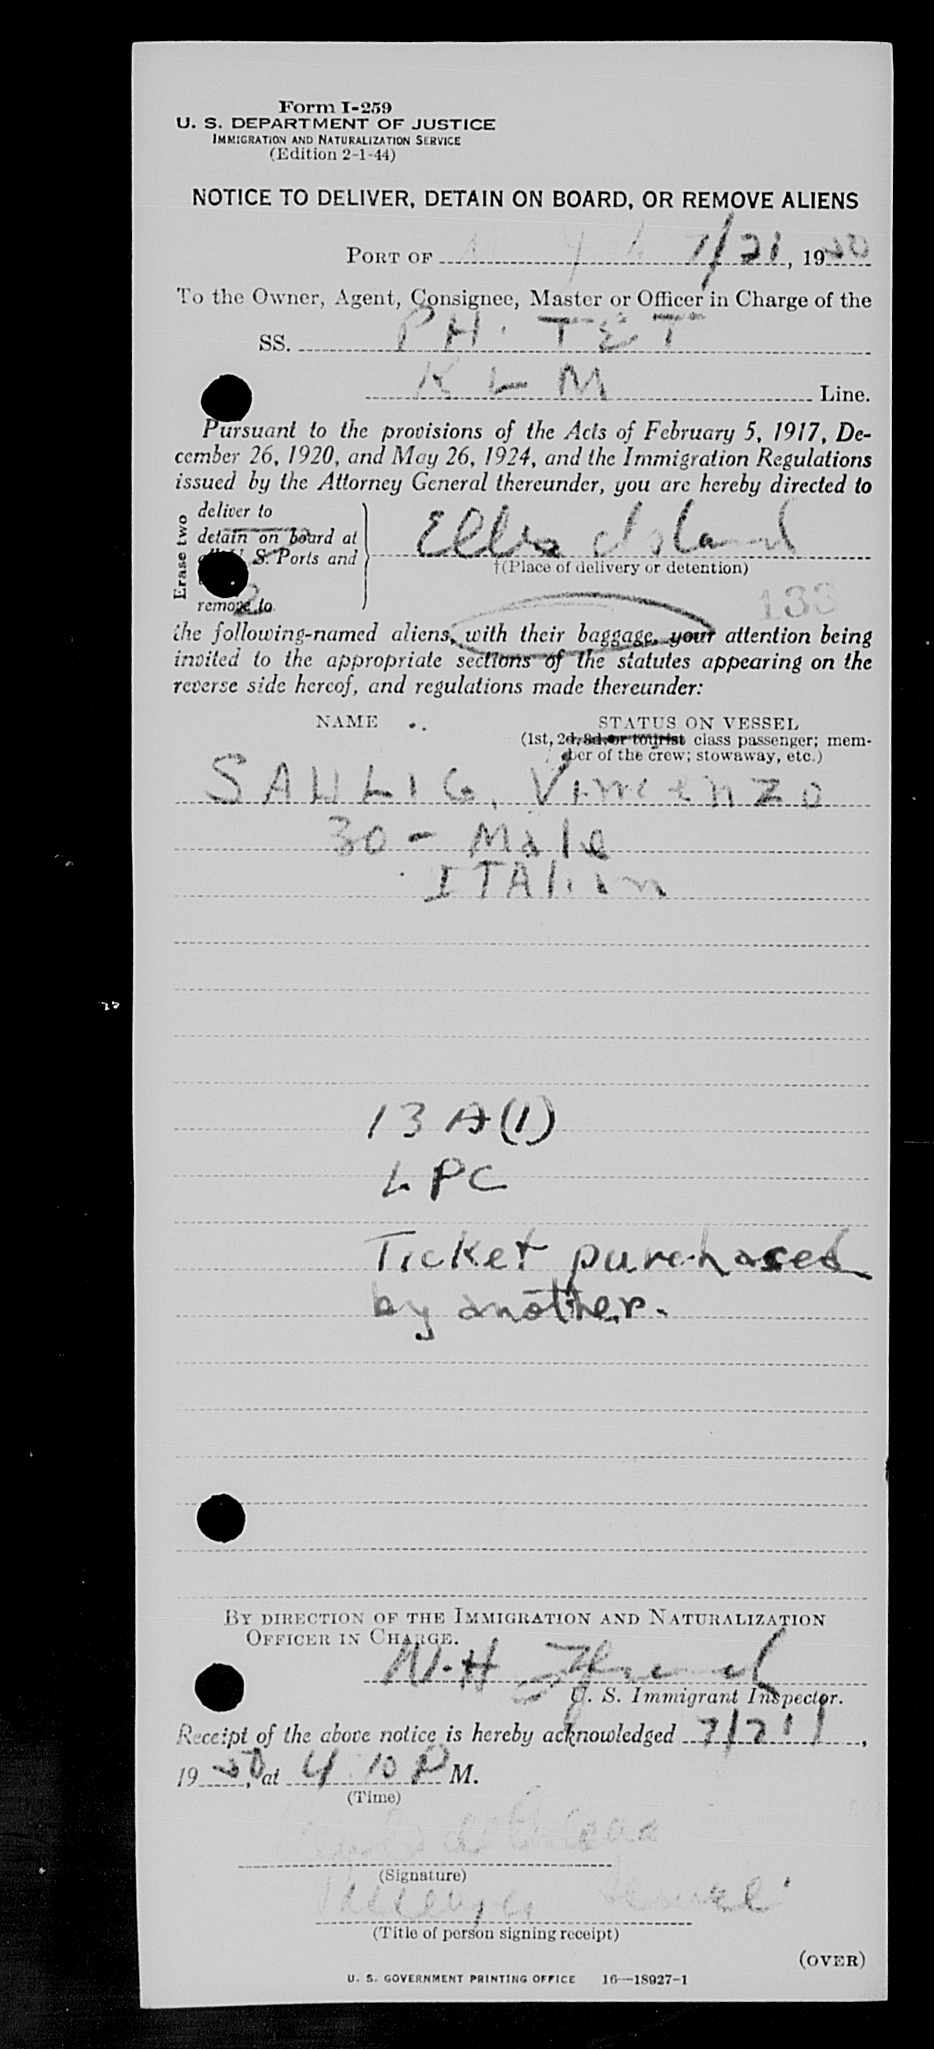 Form I-259
U. S. DEPARTMENT OF JUSTICE
IMMIGRATION AND NATURALIZATION SERVICE
(Edition 2-1-44)
NOTICE TO DELIVER, DETAIN ON BOARD, OR REMOVE ALIENS
PORT OF 7/21, 1950
To the Owner, Agent, Consignee, Master or Officer in Charge of the
SS. PH. TET
KLM Line.
Pursuant to the provisions of the Acts of February 5, 1917, De-
cember 26, 1920, and May 26, 1924, and the Immigration Regulations
issued by the Attorney General thereunder, you are hereby directed to
Erase two
deliver to
detain on board at
U. S. Ports and
remove to
Ellis Island
†(Place of delivery or detention)
2
133
the following-named aliens, with their baggage, your attention being
invited to the appropriate sections of the statutes appearing on the
reverse side hereof, and regulations made thereunder:
NAME
STATUS ON VESSEL
(1st, 2d, 3d, or tourist class passenger; mem-
ber of the crew; stowaway, etc.)
Vincenzo
30 - Male
ITALian
13 A(1)
LPC
Ticket purchased
by another.
BY DIRECTION OF THE IMMIGRATION AND NATURALIZATION
OFFICER IN CHARGE.
U. S. Immigrant Inspector.
Receipt of the above notice is hereby acknowledged 7/21,
1950, at 4 10 P M.
(Time)
(Signature)
(Title of person signing receipt)
(OVER)
U. S. GOVERNMENT PRINTING OFFICE 16—18927-1